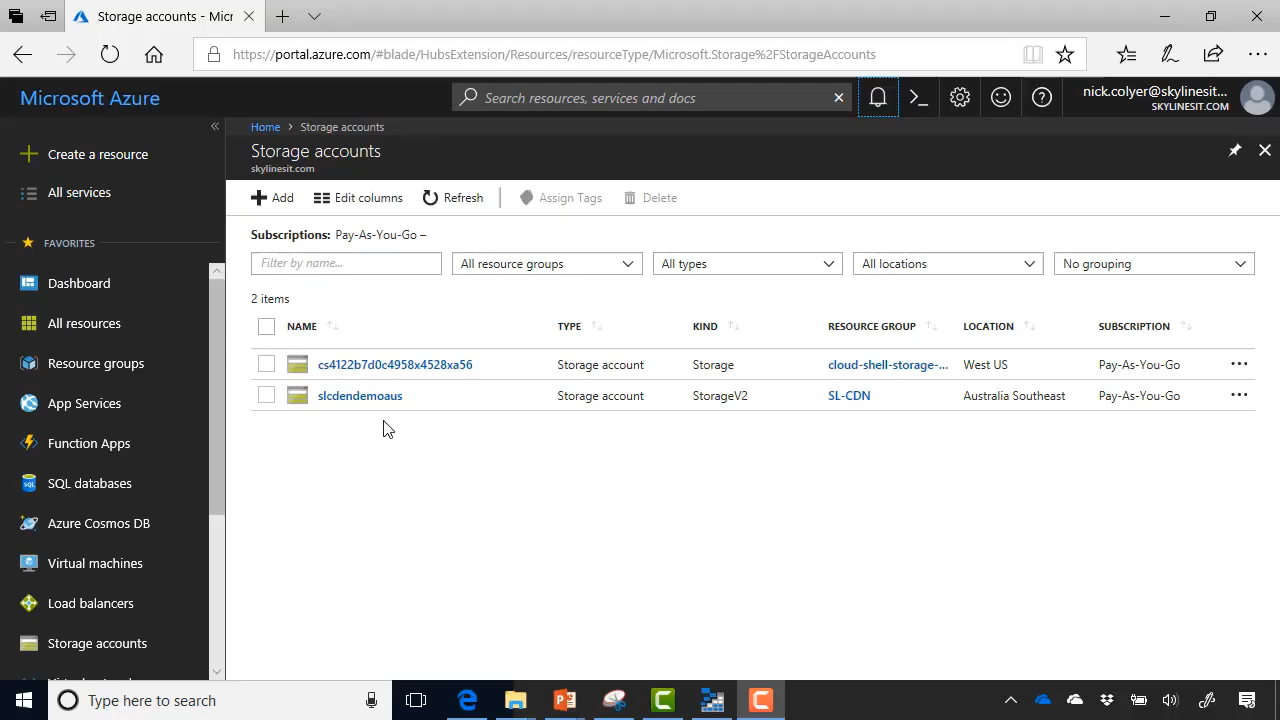 Storage accounts - Micr
https://portal.azure.com/#blade/HubsExtension/Resources/resourceType/Microsoft.Storage%2FStorageAccounts
Microsoft Azure
Search resources, services and docs
nick.colyer@skylinesit...
SKYLINESIT.COM
Home > Storage accounts
Storage accounts
skylinesit.com
Create a resource
All services
FAVORITES
Dashboard
All resources
Resource groups
App Services
Function Apps
SQL databases
Azure Cosmos DB
Virtual machines
Load balancers
Storage accounts
Add
Edit columns
Refresh
Assign Tags
Delete
Subscriptions: Pay-As-You-Go –
Filter by name...
All resource groups
All types
All locations
No grouping
2 items
NAME TYPE KIND RESOURCE GROUP LOCATION SUBSCRIPTION
cs4122b7d0c4958x4528xa56 Storage account Storage cloud-shell-storage-... West US Pay-As-You-Go
slcdendemoaus Storage account StorageV2 SL-CDN Australia Southeast Pay-As-You-Go
Type here to search